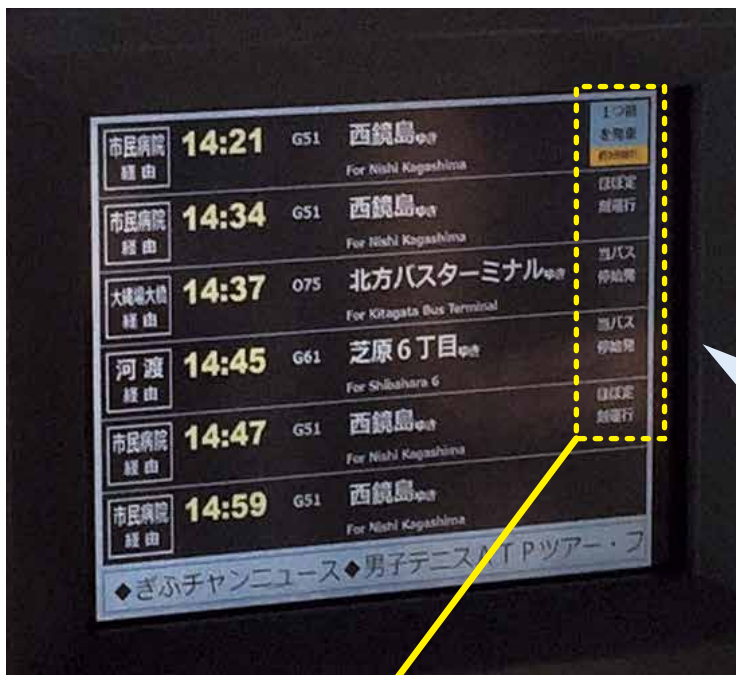 市民病院
経由
14:21
G51
西鏡島ゆき
For Nishi Kagashima
1つ前
を発車
市民病院
経由
14:34
G51
西鏡島ゆき
For Nishi Kagashima
ほぼ定
刻運行
大縄場大橋
経由
14:37
O75
北方バスターミナルゆき
For Kitagata Bus Terminal
当バス
停始発
河渡
経由
14:45
G61
芝原6丁目ゆき
For Shibahara 6
当バス
停始発
市民病院
経由
14:47
G51
西鏡島ゆき
For Nishi Kagashima
ほぼ定
刻運行
市民病院
経由
14:59
G51
西鏡島ゆき
For Nishi Kagashima
◆ぎふチャンニュース◆男子テニスATPツアー・フ